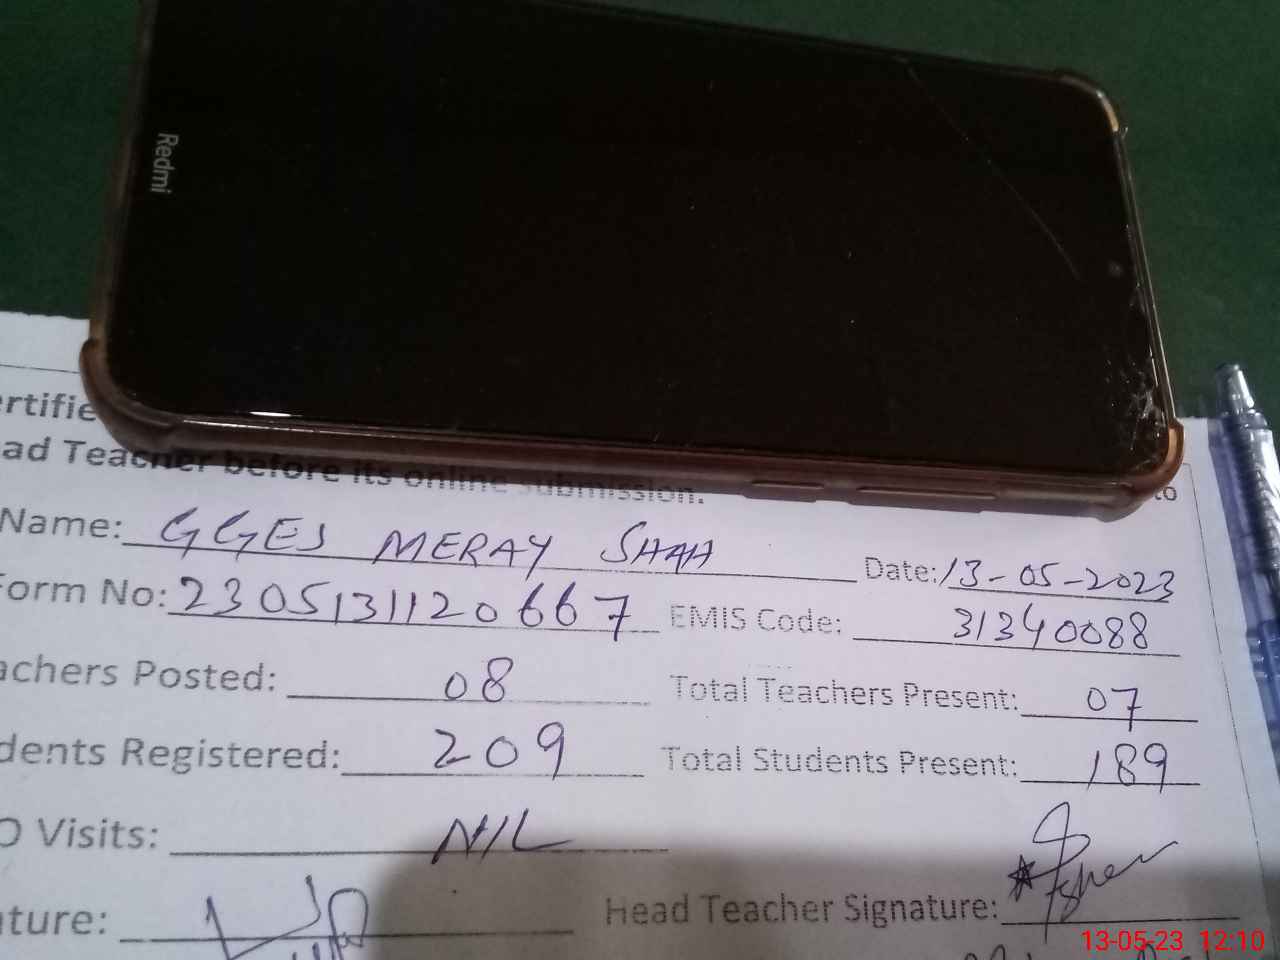 Redmi
ertifie
ad Teacher before its online submission.
to
Name: GGES MERAY SHAH Date: 13-05-2023
Form No: 2305131120667 EMIS Code: 31340088
achers Posted: 08 Total Teachers Present: 07
dents Registered: 209 Total Students Present: 189
O Visits: NIL
ature: Head Teacher Signature:
13-05-23 12:10